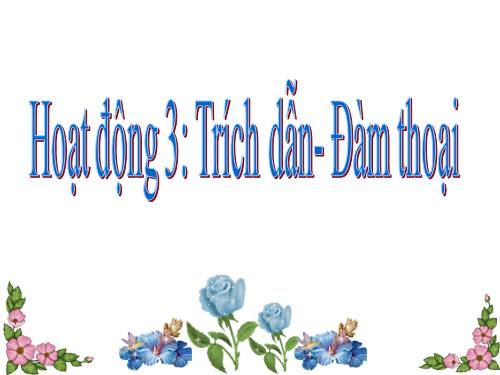 Hoạt động 3: Trích dẫn- Đàm thoại